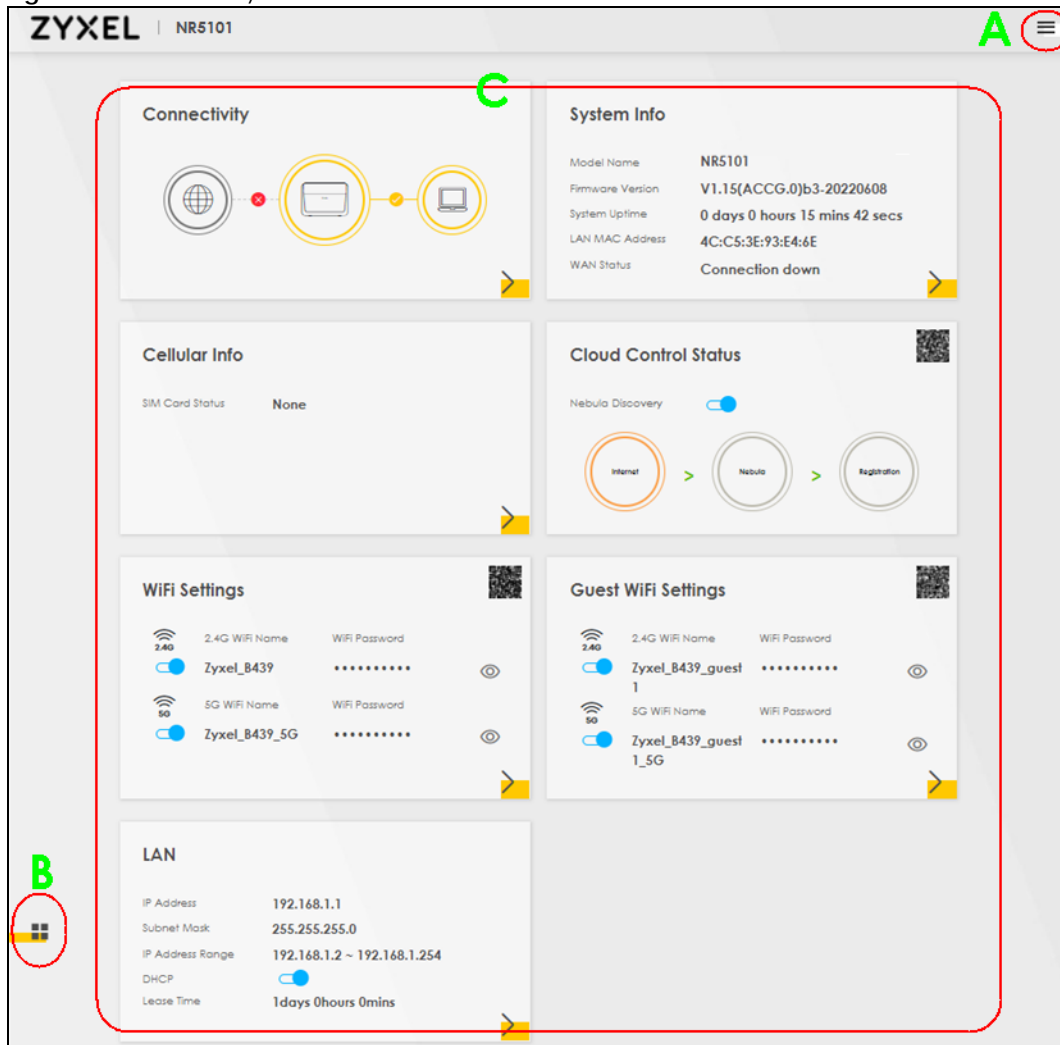 ZYXEL | NR5101
A
C
Connectivity
System Info
Model Name NR5101
Firmware Version V1.15(ACCG.0)b3-20220608
System Uptime 0 days 0 hours 15 mins 42 secs
LAN MAC Address 4C:C5:3E:93:E4:6E
WAN Status Connection down
Cellular Info
SIM Card Status None
Cloud Control Status
Nebula Discovery
Internet > Nebula > Registration
WiFi Settings
2.4G
2.4G WiFi Name WiFi Password
Zyxel_B439 ••••••••••
5G
5G WiFi Name WiFi Password
Zyxel_B439_5G ••••••••••
Guest WiFi Settings
2.4G
2.4G WiFi Name WiFi Password
Zyxel_B439_guest ••••••••••
1
5G
5G WiFi Name WiFi Password
Zyxel_B439_guest ••••••••••
1_5G
B
LAN
IP Address 192.168.1.1
Subnet Mask 255.255.255.0
IP Address Range 192.168.1.2 ~ 192.168.1.254
DHCP
Lease Time 1days 0hours 0mins